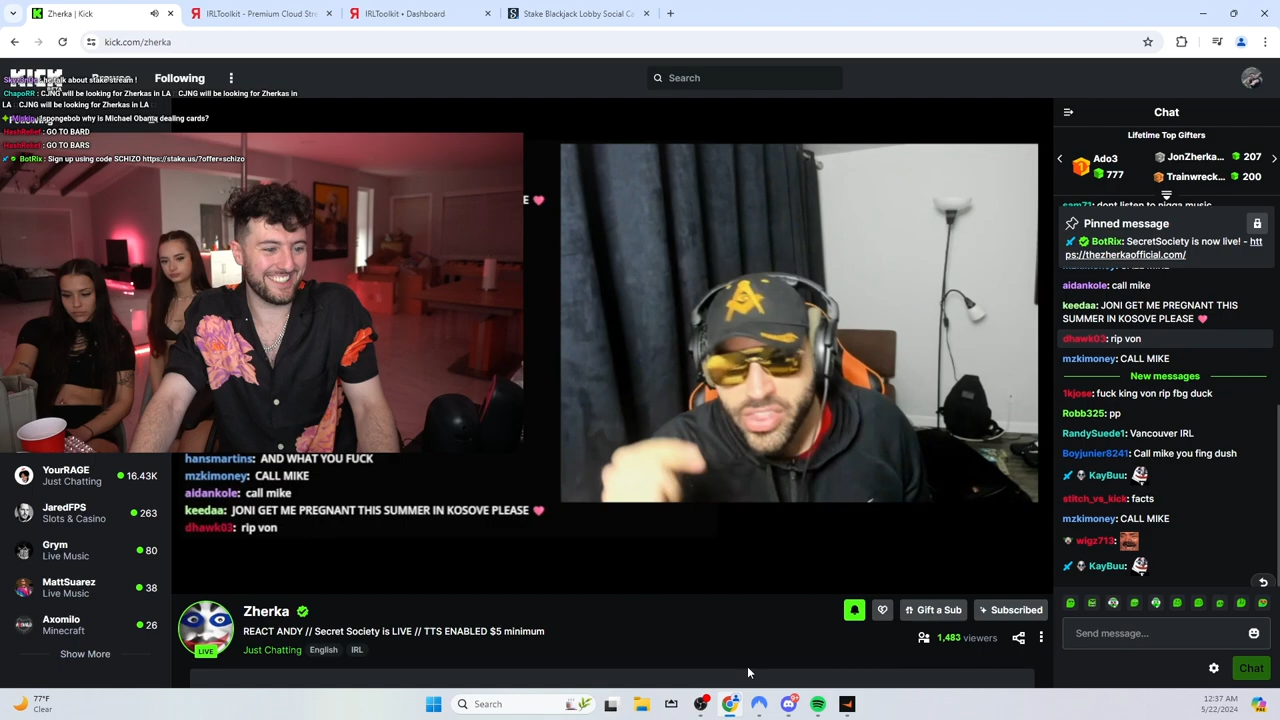 Zherka | Kick
IRLToolkit - Premium Cloud Stre
IRLToolkit • Dashboard
Stake Blackjack Lobby Social Ca
kick.com/zherka
KICK
BETA
Following
Search
: he talk about stake stream !
ChapoRR : CJNG will be looking for Zherkas in LA
CJNG will be looking for Zherkas in
LA
CJNG will be looking for Zherkas in LA
spongebob why is Michael Obama dealing cards?
HashRelief : GO TO BARD
HashRelief : GO TO BARS
BotRix : Sign up using code SCHIZO https://stake.us/?offer=schizo
E
YourRAGE
Just Chatting
16.43K
JaredFPS
Slots & Casino
263
Grym
Live Music
80
MattSuarez
Live Music
38
Axomilo
Minecraft
26
Show More
hansmartins: AND WHAT YOU FUCK
mzkimoney: CALL MIKE
aidankole: call mike
keedaa: JONI GET ME PREGNANT THIS SUMMER IN KOSOVE PLEASE 💗
dhawk03: rip von
LIVE
Zherka
REACT ANDY // Secret Society is LIVE // TTS ENABLED $5 minimum
Just Chatting
English
IRL
Gift a Sub
Subscribed
1,483 viewers
Chat
Lifetime Top Gifters
Ado3
777
JonZherka...
207
Trainwreck...
200
Pinned message
BotRix: SecretSociety is now live! - htt
ps://thezherkaofficial.com/
aidankole: call mike
keedaa: JONI GET ME PREGNANT THIS
SUMMER IN KOSOVE PLEASE 💗
dhawk03: rip von
mzkimoney: CALL MIKE
New messages
1kjose: fuck king von rip fbg duck
Robb325: pp
RandySuede1: Vancouver IRL
Boyjunier8241: Call mike you fing dush
KayBuu:
stitch_vs_kick: facts
mzkimoney: CALL MIKE
wigz713:
KayBuu:
Send message...
Chat
77°F
Clear
Search
12:37 AM
5/22/2024